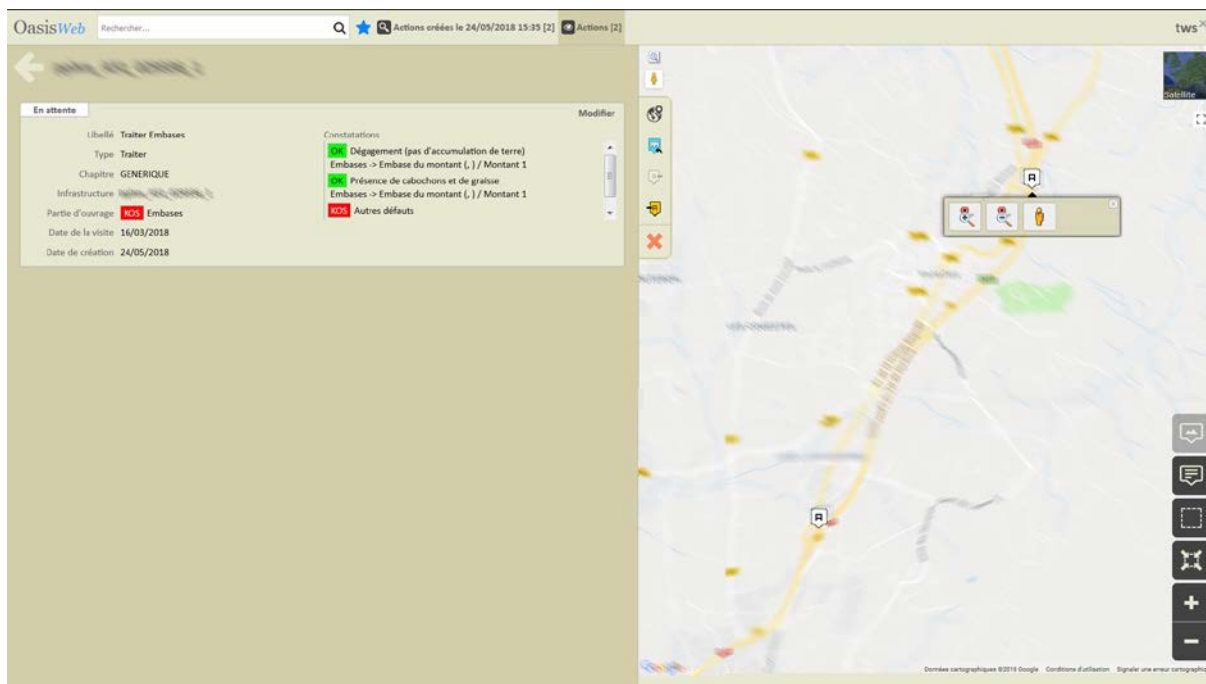 OasisWeb
Rechercher...
Actions créées le 24/05/2018 15:35 [2]
Actions [2]
tws
En attente
Modifier
Libellé Traiter Embases
Type Traiter
Chapitre GENERIQUE
Infrastructure
Partie d'ouvrage KOS Embases
Date de la visite 16/03/2018
Date de création 24/05/2018
Constatations
OK Dégagement (pas d'accumulation de terre)
Embases -> Embase du montant (, ) / Montant 1
OK Présence de cabochons et de graisse
Embases -> Embase du montant (, ) / Montant 1
KOS Autres défauts
Satellite
Données cartographiques ©2018 Google Conditions d'utilisation Signaler une erreur cartographiq